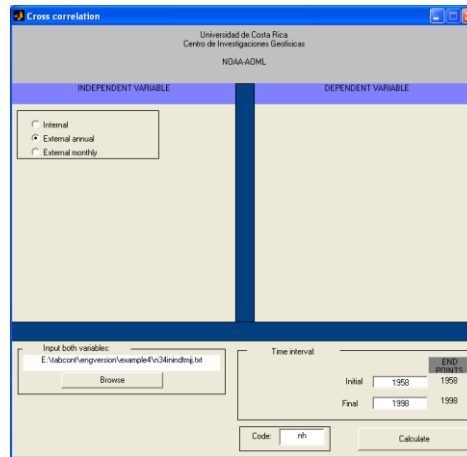 Cross correlation
Universidad de Costa Rica
Centro de Investigaciones Geofisicas
NOAA-AOML
INDEPENDENT VARIABLE
DEPENDENT VARIABLE
Internal
External annual
External monthly
Input both variables:
E:\tabcont\engversion\example4\n34inindtmj.txt
Browse
Time interval:
END
POINTS
Initial 1958 1958
Final 1998 1998
Code: nh
Calculate